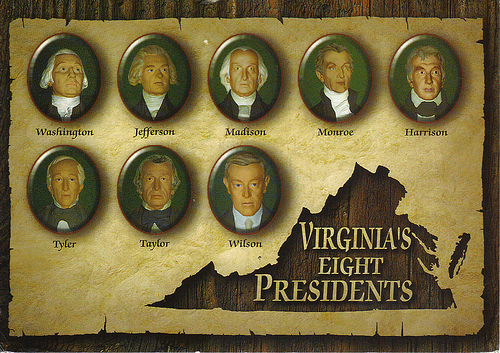 Washington Jefferson Madison Monroe Harrison
Tyler Taylor Wilson
VIRGINIA'S
EIGHT
PRESIDENTS